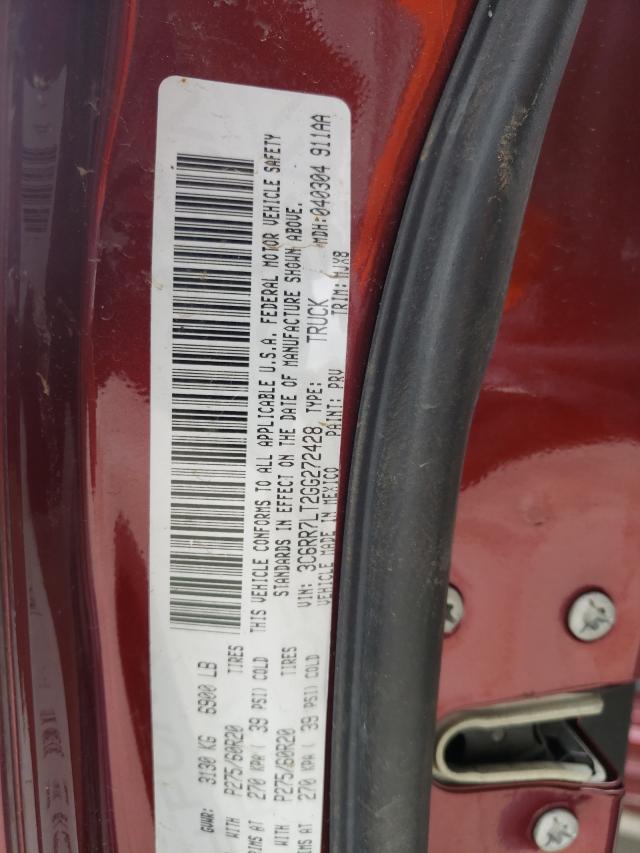 GVWR: 3130 KG 6900 LB
WITH P275/60R20 TIRES
RIMS AT 270 KPA ( 39 PSI) COLD
WITH P275/60R20 TIRES
IMS AT 270 KPA ( 39 PSI) COLD
THIS VEHICLE CONFORMS TO ALL APPLICABLE U.S.A. FEDERAL MOTOR VEHICLE SAFETY
STANDARDS IN EFFECT ON THE DATE OF MANUFACTURE SHOWN ABOVE.
VIN: 3C6RR7LT2GG272428 TYPE: TRUCK MDH:040304 911AA
VEHICLE MADE IN MEXICO PAINT: PRV TRIM: HJX8